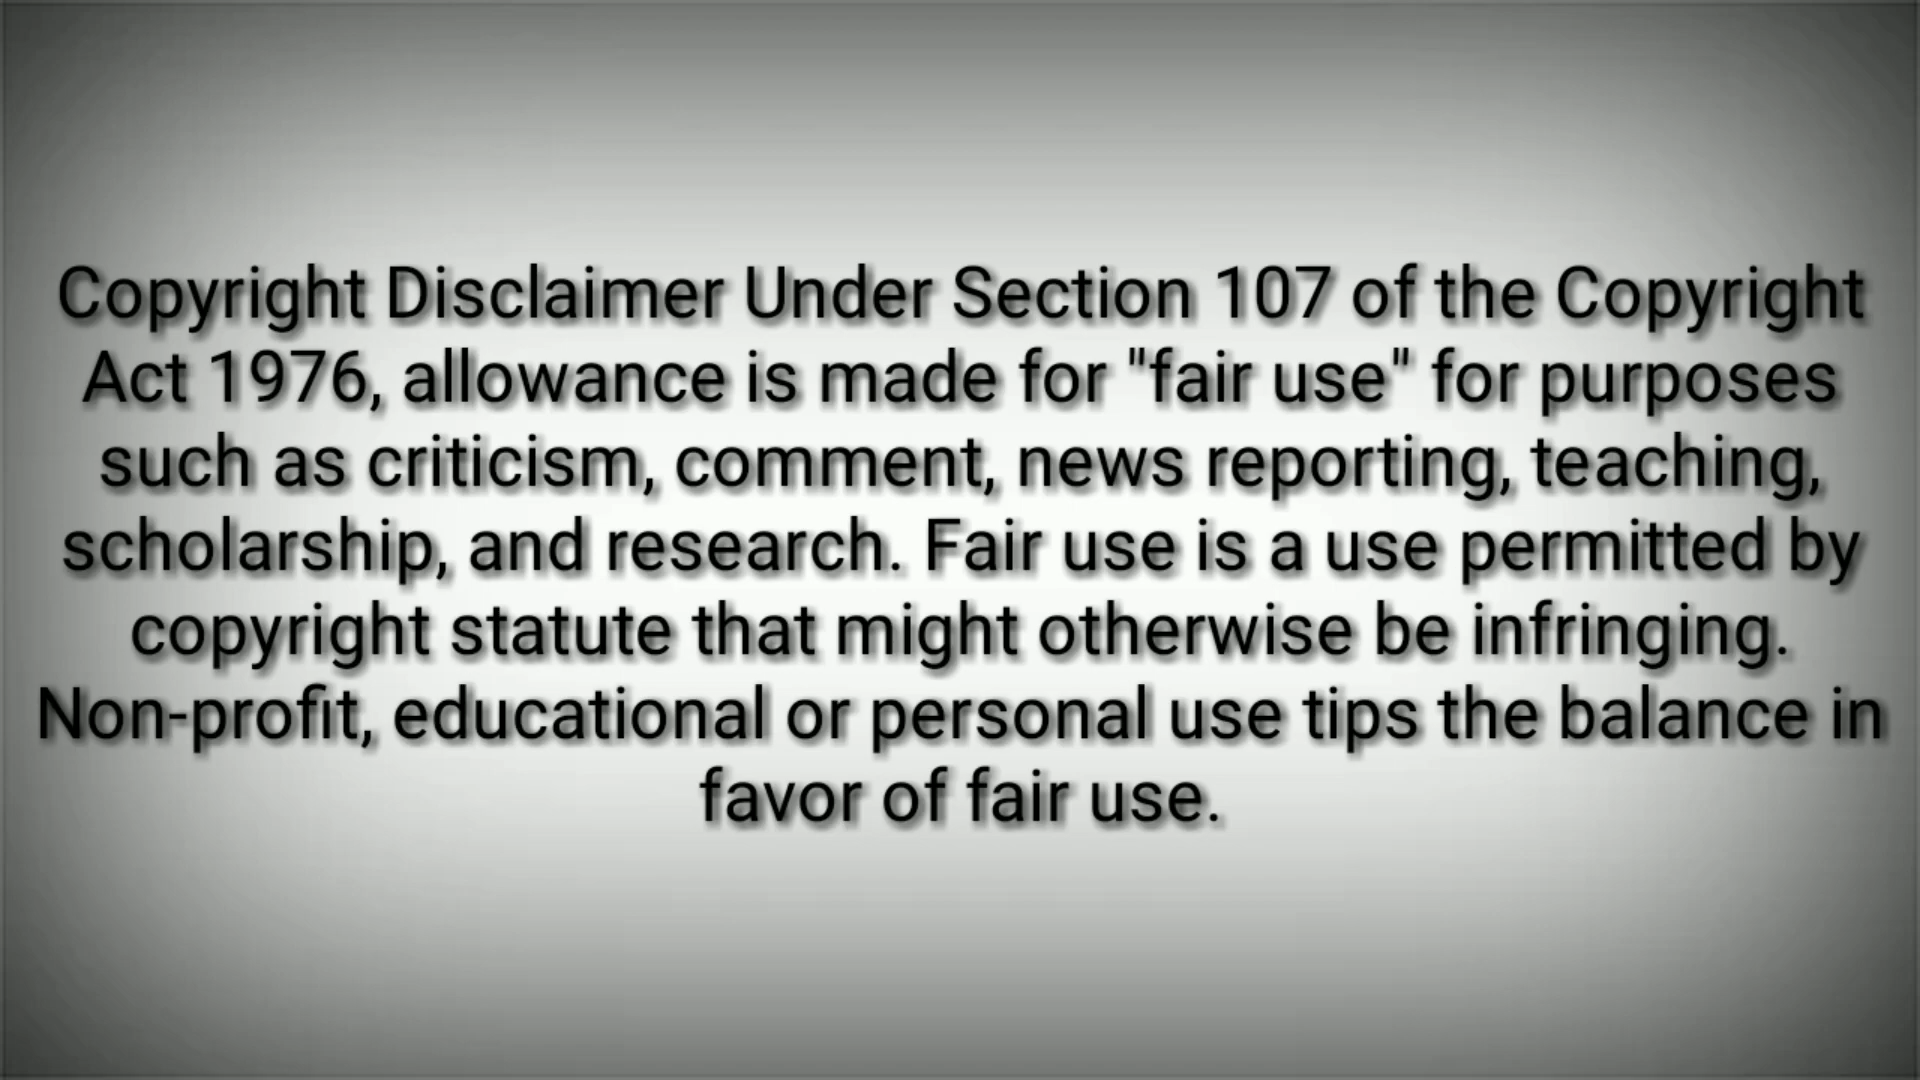 Copyright Disclaimer Under Section 107 of the Copyright
Act 1976, allowance is made for "fair use" for purposes
such as criticism, comment, news reporting, teaching,
scholarship, and research. Fair use is a use permitted by
copyright statute that might otherwise be infringing.
Non-profit, educational or personal use tips the balance in
favor of fair use.